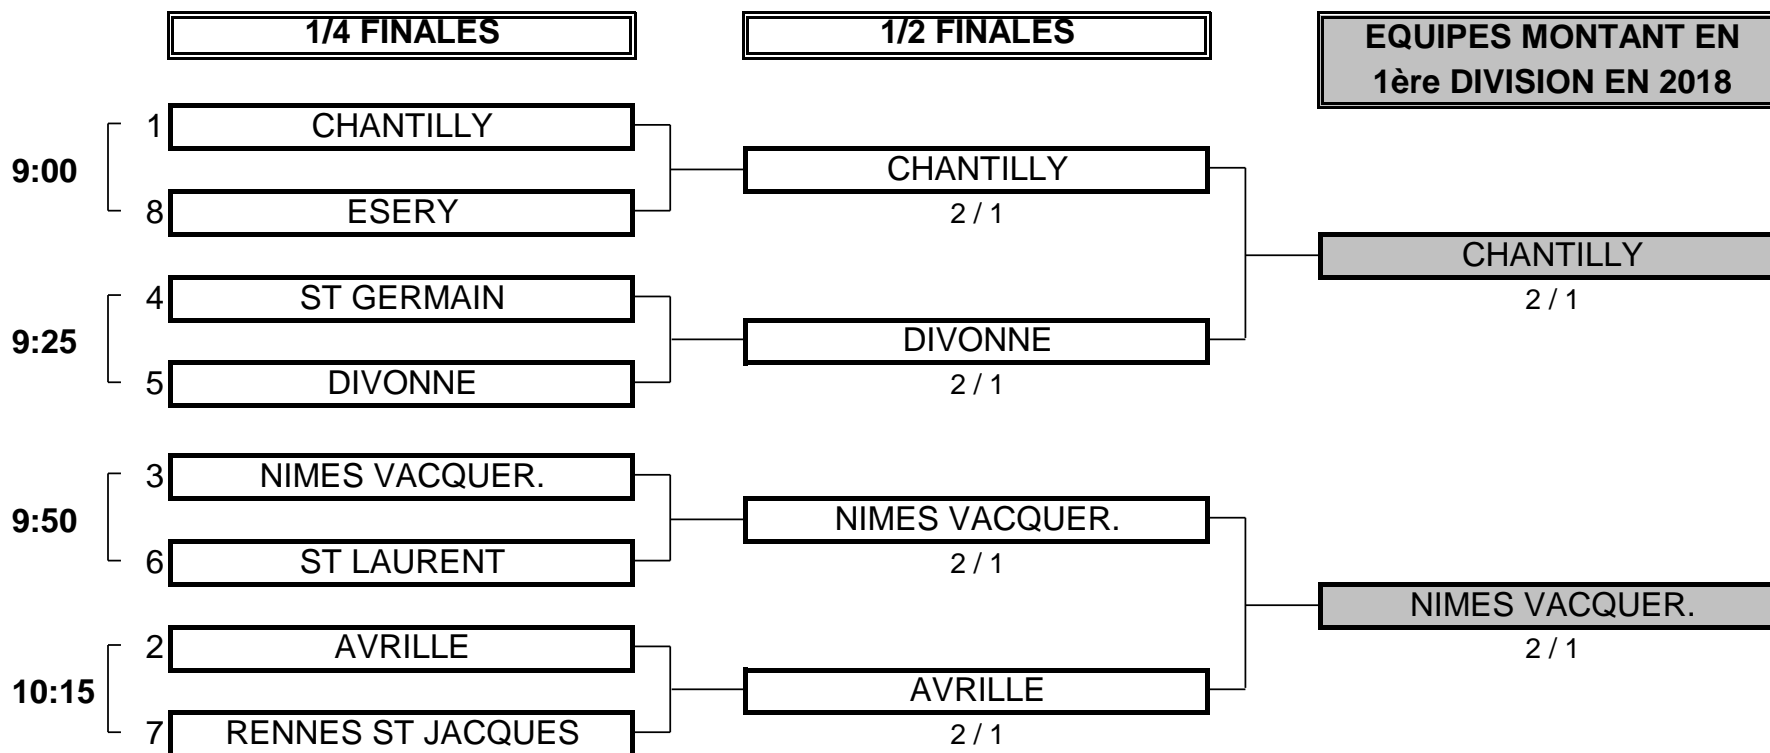 1/4 FINALES
1/2 FINALES
EQUIPES MONTANT EN
1ère DIVISION EN 2018
9:00
1 CHANTILLY
8 ESERY
CHANTILLY
2 / 1
9:25
4 ST GERMAIN
5 DIVONNE
DIVONNE
2 / 1
CHANTILLY
2 / 1
9:50
3 NIMES VACQUER.
6 ST LAURENT
NIMES VACQUER.
2 / 1
10:15
2 AVRILLE
7 RENNES ST JACQUES
AVRILLE
2 / 1
NIMES VACQUER.
2 / 1